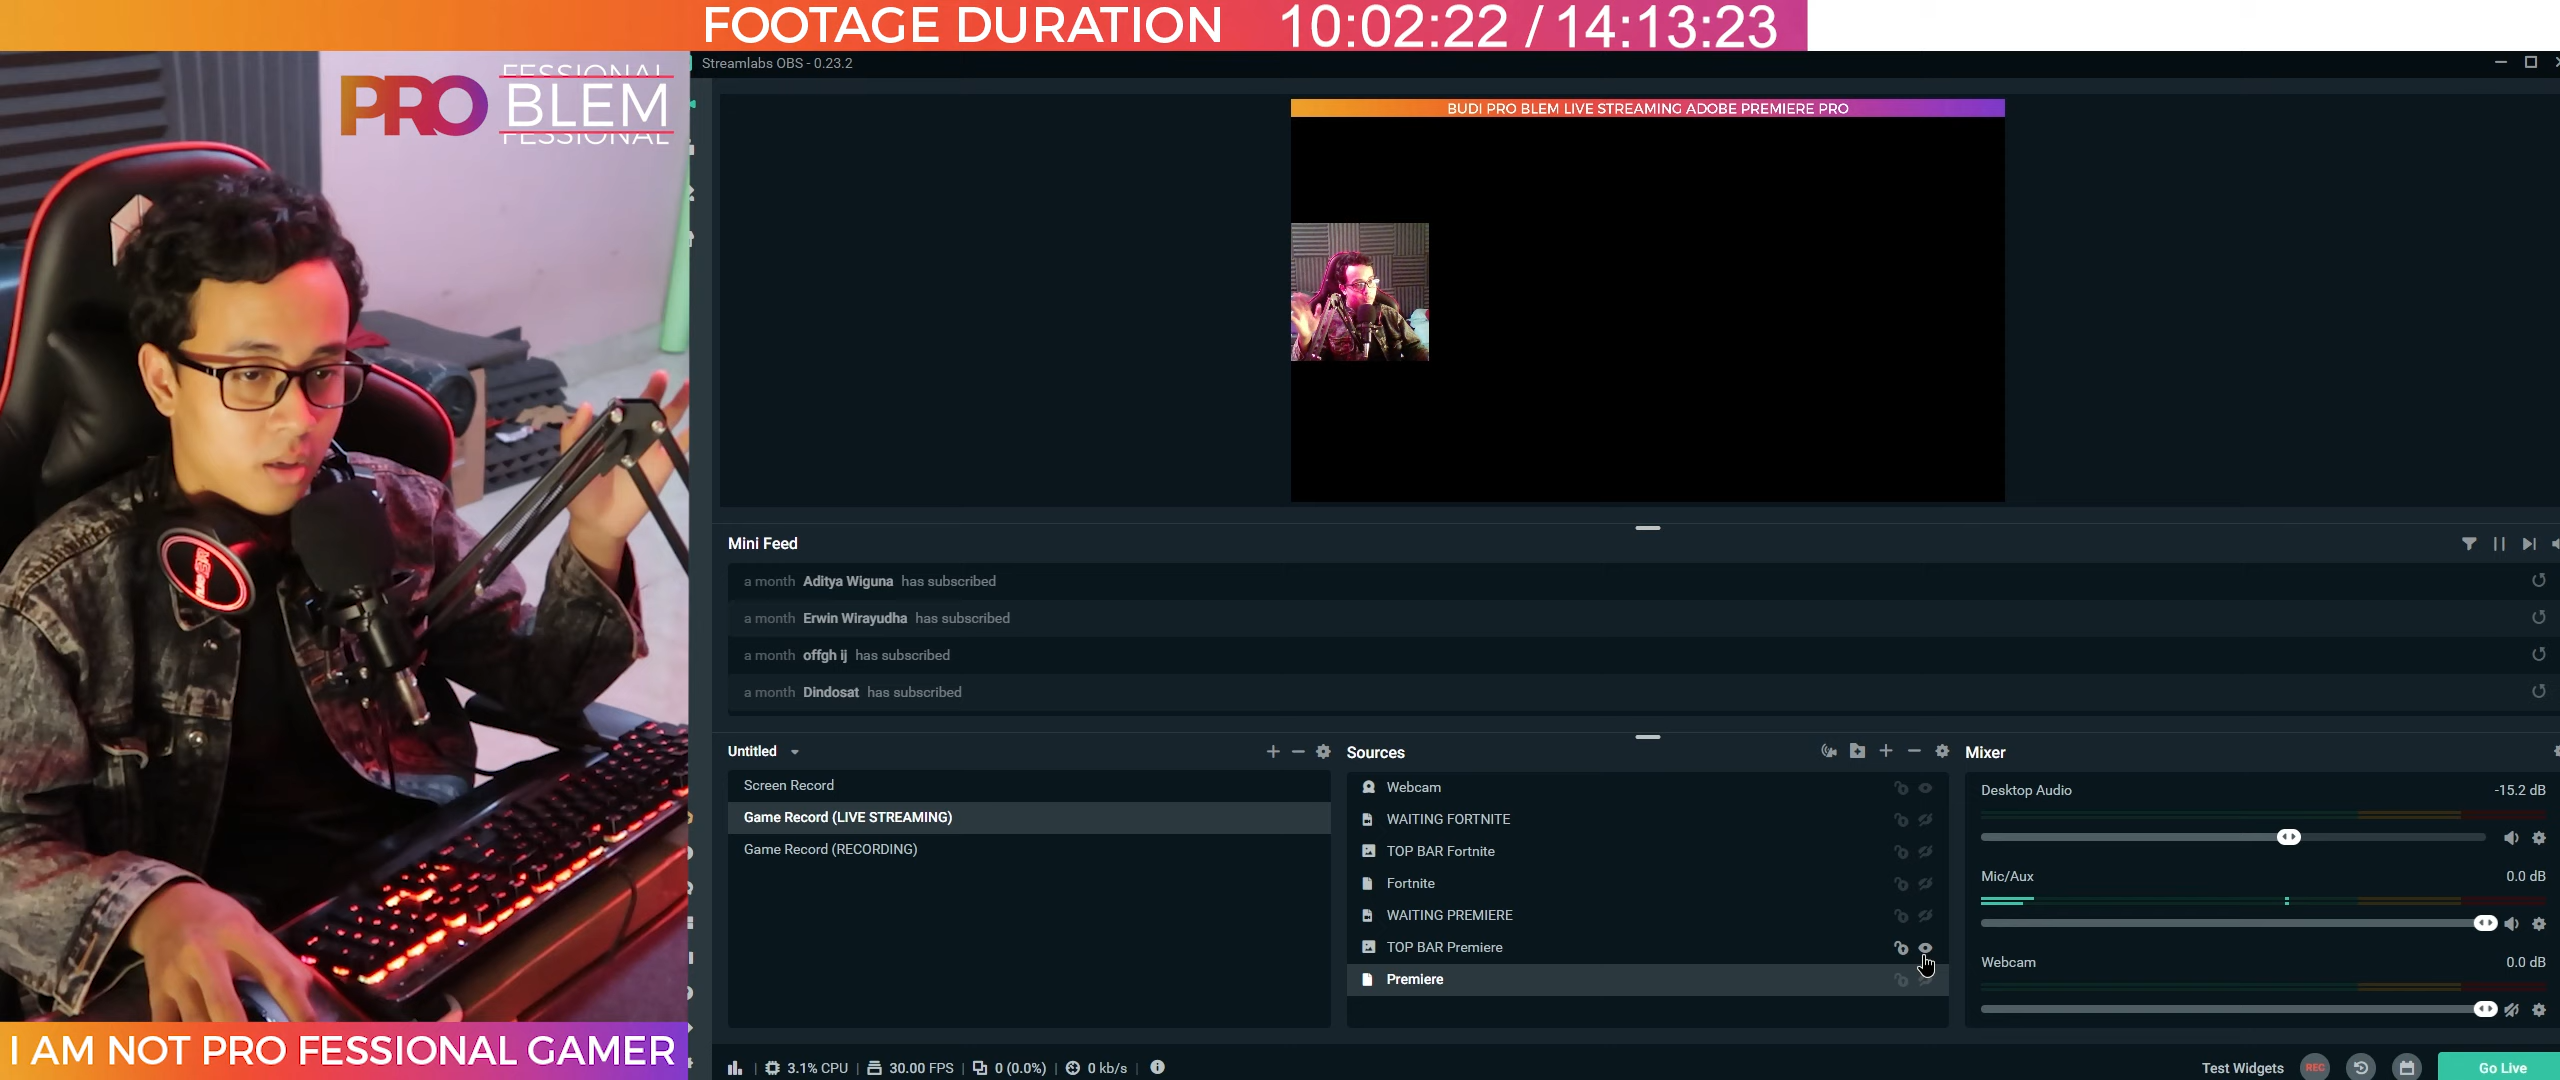 FOOTAGE DURATION 10:02:22 / 14:13:23
Streamlabs OBS - 0.23.2
FESSIONAL
PRO BLEM
FESSIONAL
BUDI PRO BLEM LIVE STREAMING ADOBE PREMIERE PRO
Mini Feed
a month Aditya Wiguna has subscribed
a month Erwin Wirayudha has subscribed
a month offgh ij has subscribed
a month Dindosat has subscribed
Untitled
Screen Record
Game Record (LIVE STREAMING)
Game Record (RECORDING)
Sources
Webcam
WAITING FORTNITE
TOP BAR Fortnite
Fortnite
WAITING PREMIERE
TOP BAR Premiere
Premiere
Mixer
Desktop Audio -15.2 dB
Mic/Aux 0.0 dB
Webcam 0.0 dB
I AM NOT PRO FESSIONAL GAMER
3.1% CPU 30.00 FPS 0 (0.0%) 0 kb/s
Test Widgets REC Go Live